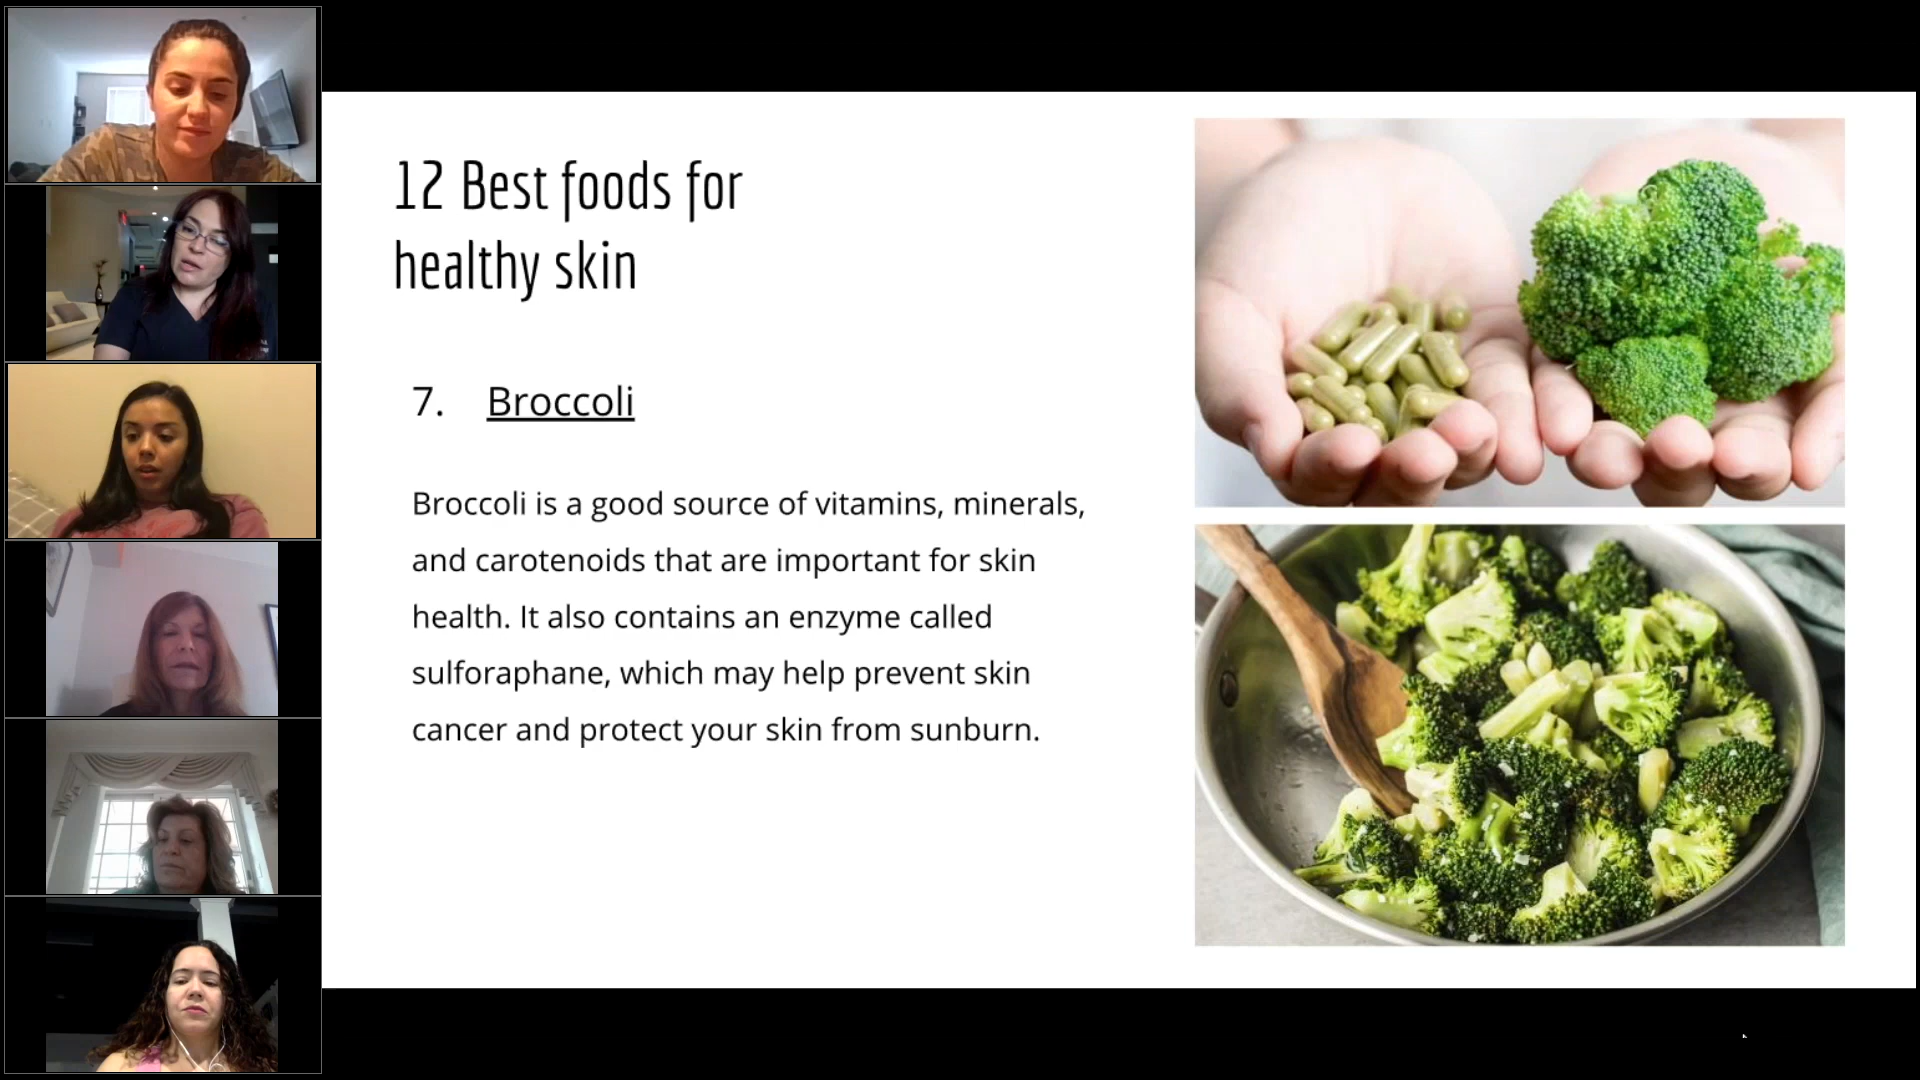 12 Best foods for
healthy skin
7. Broccoli
Broccoli is a good source of vitamins, minerals,
and carotenoids that are important for skin
health. It also contains an enzyme called
sulforaphane, which may help prevent skin
cancer and protect your skin from sunburn.